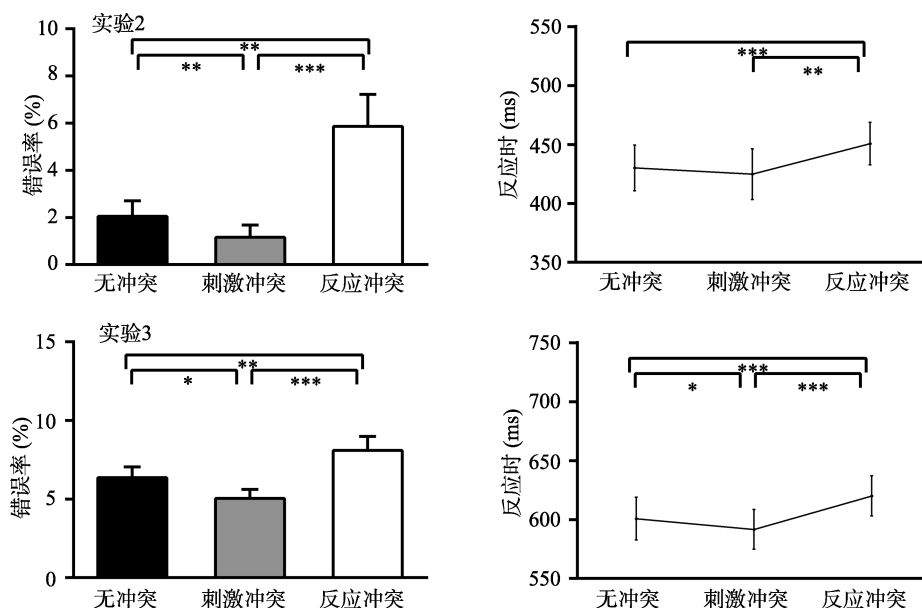 实验2
错误率 (%)
10
8
6
4
2
0
**
**
***
无冲突
刺激冲突
反应冲突
反应时 (ms)
550
500
450
400
350
***
**
无冲突
刺激冲突
反应冲突
实验3
错误率 (%)
15
10
5
0
**
*
***
无冲突
刺激冲突
反应冲突
反应时 (ms)
750
700
650
600
550
***
*
***
无冲突
刺激冲突
反应冲突